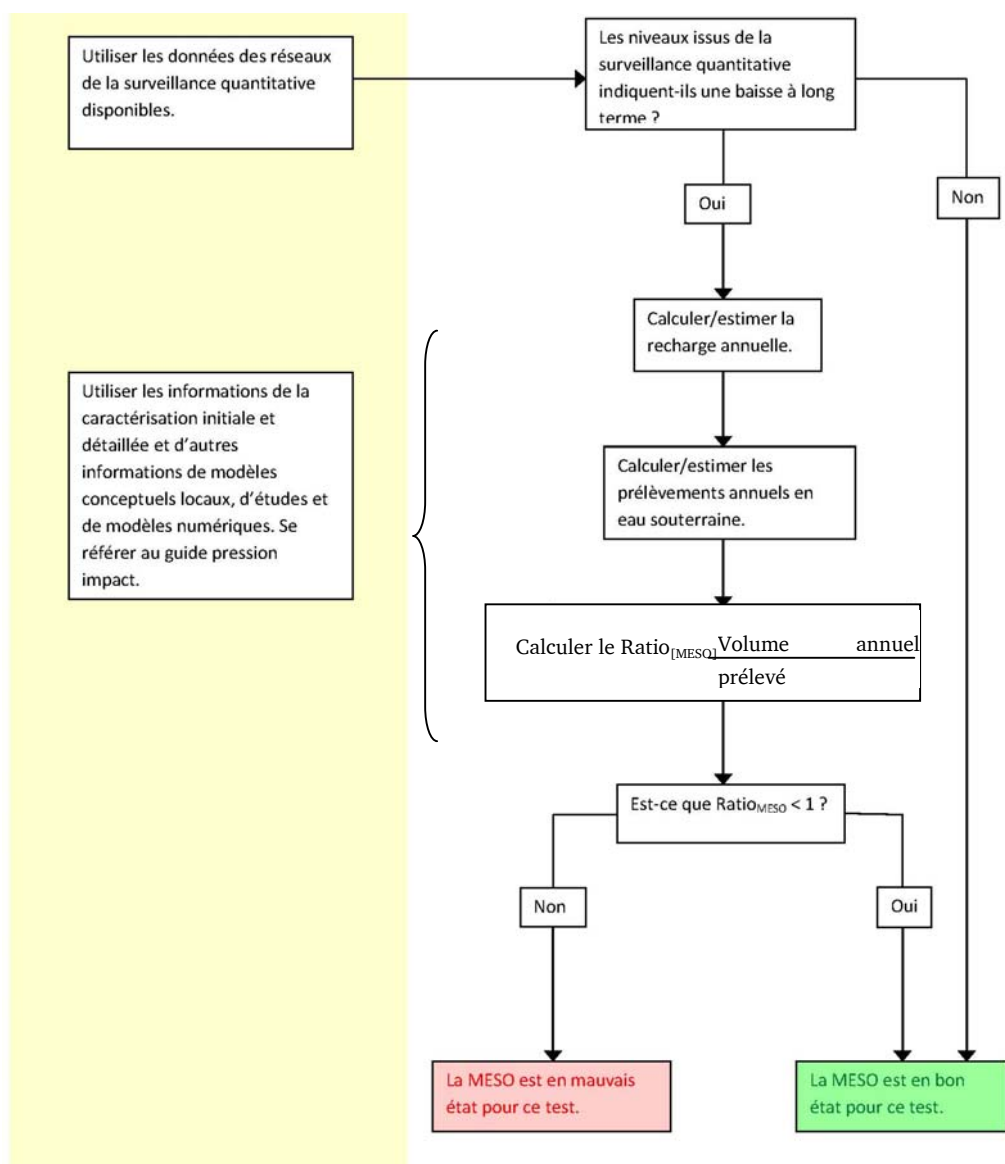 Utiliser les données des réseaux
de la surveillance quantitative
disponibles.
Les niveaux issus de la
surveillance quantitative
indiquent-ils une baisse à long
terme ?
Oui
Non
Calculer/estimer la
recharge annuelle.
Utiliser les informations de la
caractérisation initiale et
détaillée et d'autres
informations de modèles
conceptuels locaux, d'études et
de modèles numériques. Se
référer au guide pression
impact.
Calculer/estimer les
prélèvements annuels en
eau souterraine.
Calculer le Ratio[MESO] Volume annuel
prélevé
Est-ce que RatioMESO < 1 ?
Non
Oui
La MESO est en mauvais
état pour ce test.
La MESO est en bon
état pour ce test.